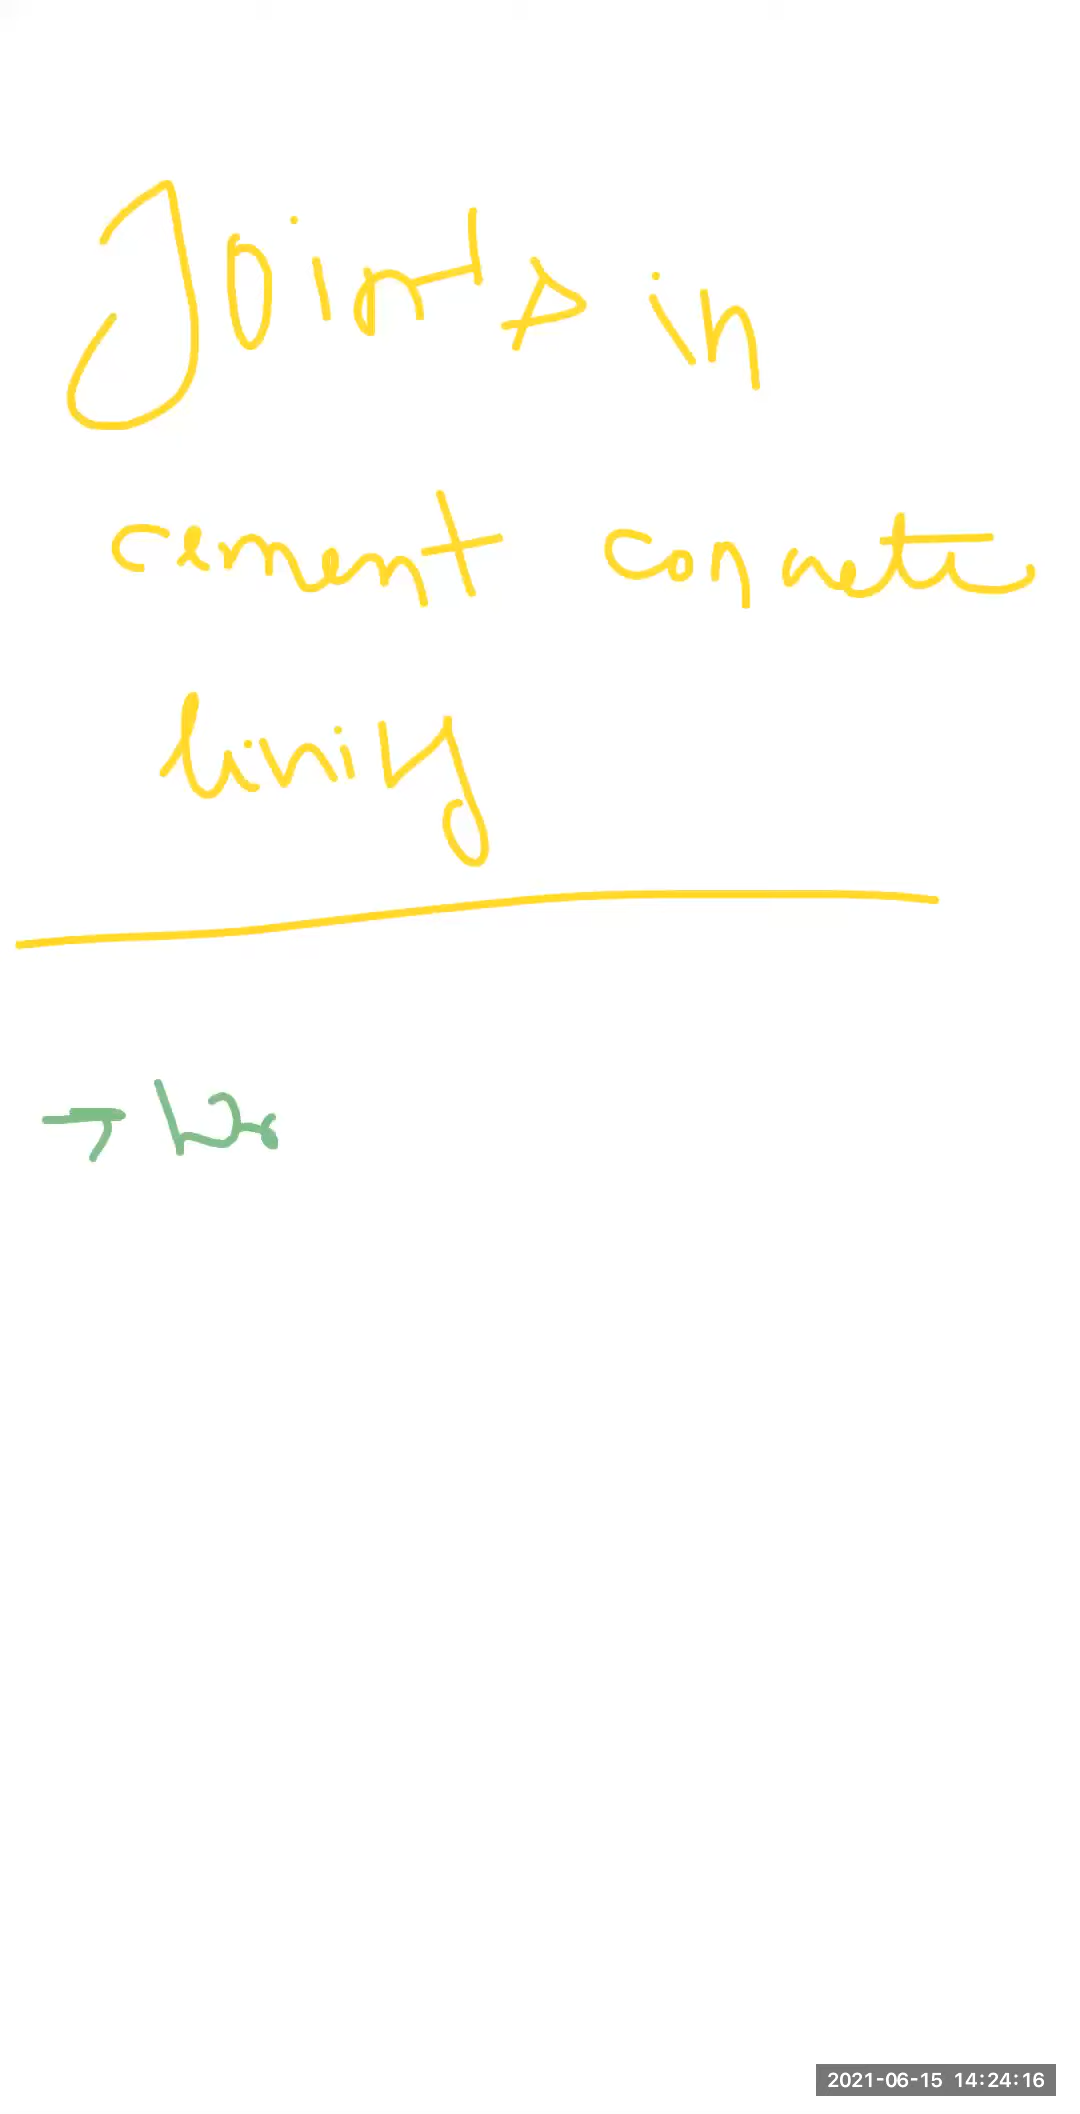 Joints in
cement concrete
lining
→
2021-06-15 14:24:16